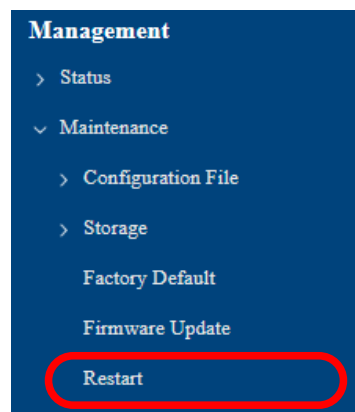 Management
Status
Maintenance
Configuration File
Storage
Factory Default
Firmware Update
Restart